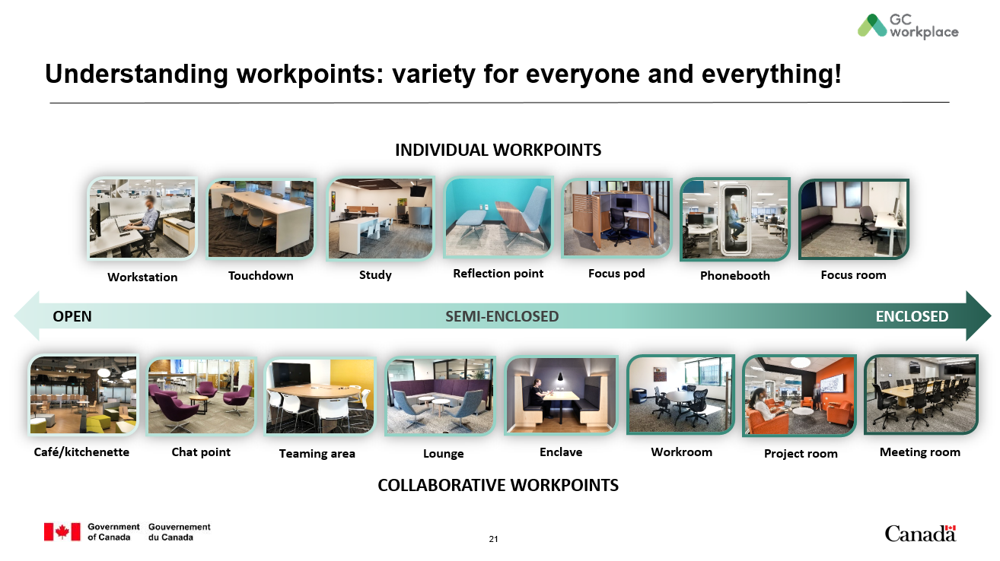 GC
workplace
Understanding workpoints: variety for everyone and everything!
INDIVIDUAL WORKPOINTS
Workstation
Touchdown
Study
Reflection point
Focus pod
Phonebooth
Focus room
OPEN
SEMI-ENCLOSED
ENCLOSED
Café/kitchenette
Chat point
Teaming area
Lounge
Enclave
Workroom
Project room
Meeting room
COLLABORATIVE WORKPOINTS
Government
of Canada
Gouvernement
du Canada
21
Canada